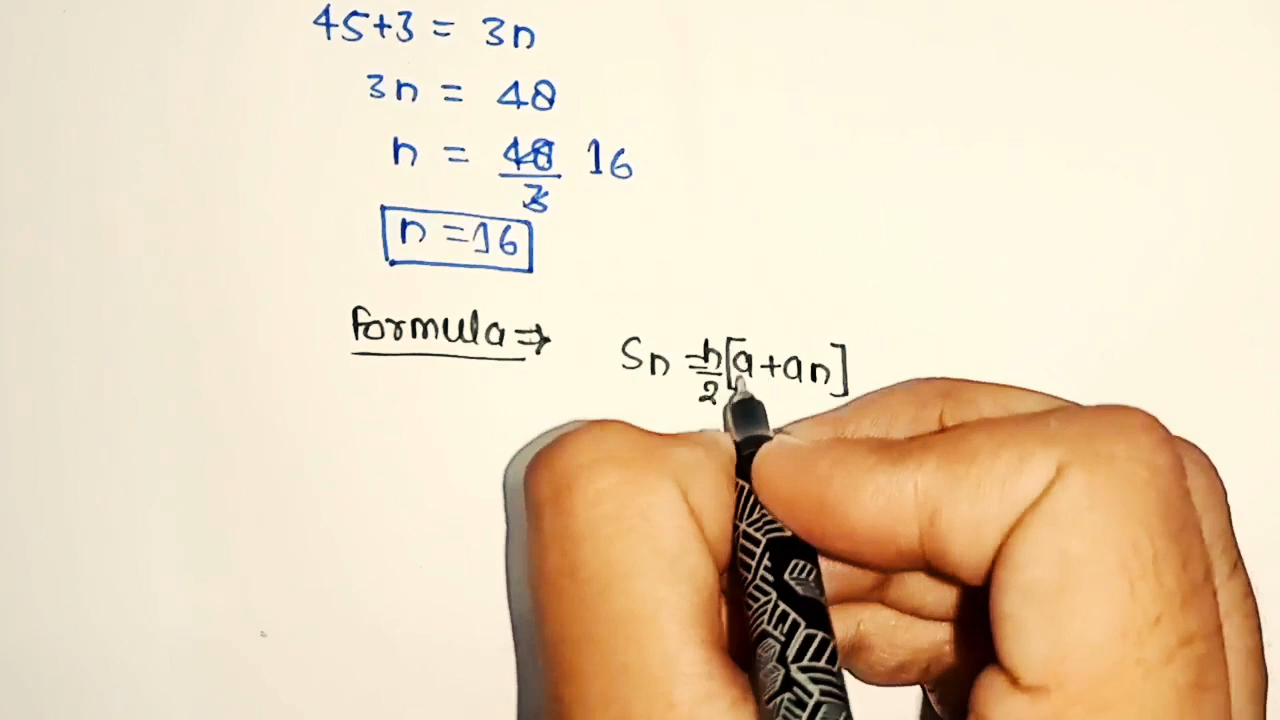 45+3 = 3n
3n = 48
n = 48/3 16
n = 16
Formula ⇒ Sn = n/2 [a+an]